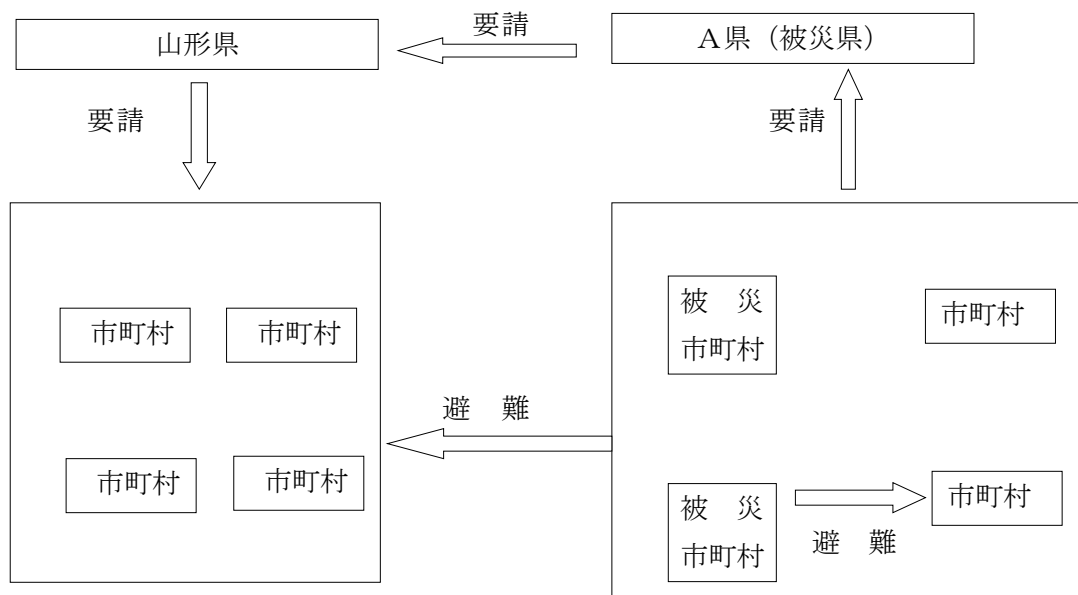 山形県
要請
A県（被災県）
要請
要請
市町村
市町村
市町村
市町村
避　難
被　災
市町村
市町村
被　災
市町村
避　難
市町村